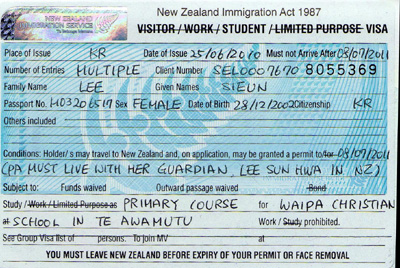 New Zealand Immigration Act 1987
NEW ZEALAND
IMMIGRATION SERVICE
VISITOR / WORK / STUDENT / LIMITED PURPOSE VISA
Place of Issue KR Date of Issue 25/06/2010 Must not Arrive After 08/07/2011
Number of Entries MULTIPLE Client Number SEL0007670 8055369
Family Name LEE Given Names SIEUN
Passport No. Sex FEMALE Date of Birth 28/12/2002 Citizenship KR
Others included
Conditions: Holder/s may travel to New Zealand and, on application, may be granted a permit to/for 08/07/2011
(PA MUST LIVE WITH HER GUARDIAN, LEE SUN HWA IN NZ)
Subject to: Funds waived Outward passage waived Bond
Study / Work / Limited Purpose as PRIMARY COURSE for WAIPA CHRISTIAN
at SCHOOL IN TE AWAMUTU Work / Study prohibited.
See Group Visa list of persons. To join MV at
YOU MUST LEAVE NEW ZEALAND BEFORE EXPIRY OF YOUR PERMIT OR FACE REMOVAL